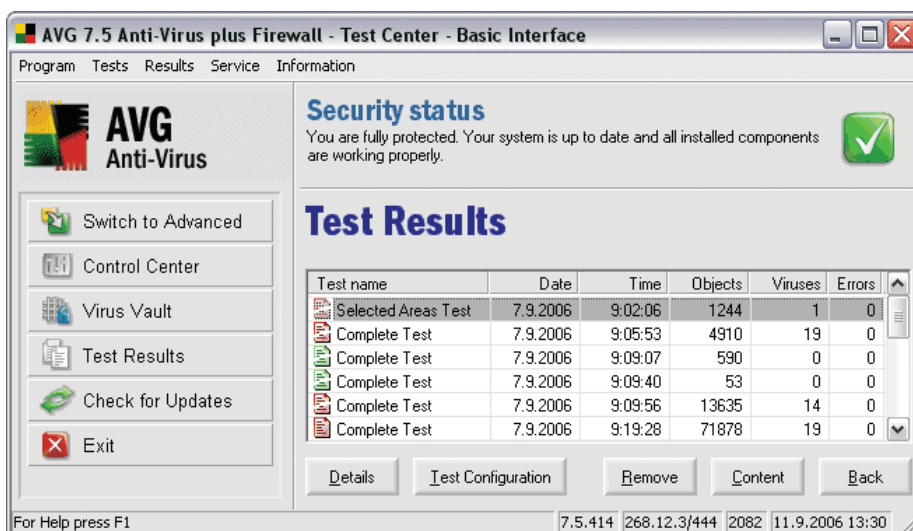 AVG 7.5 Anti-Virus plus Firewall - Test Center - Basic Interface
Program Tests Results Service Information
AVG
Anti-Virus
Switch to Advanced
Control Center
Virus Vault
Test Results
Check for Updates
Exit
Security status
You are fully protected. Your system is up to date and all installed components
are working properly.
Test Results
Test name Date Time Objects Viruses Errors
Selected Areas Test 7.9.2006 9:02:06 1244 1 0
Complete Test 7.9.2006 9:05:53 4910 19 0
Complete Test 7.9.2006 9:09:07 590 0 0
Complete Test 7.9.2006 9:09:40 53 0 0
Complete Test 7.9.2006 9:09:56 13635 14 0
Complete Test 7.9.2006 9:19:28 71878 19 0
Details Test Configuration Remove Content Back
For Help press F1 7.5.414 268.12.3/444 2082 11.9.2006 13:30